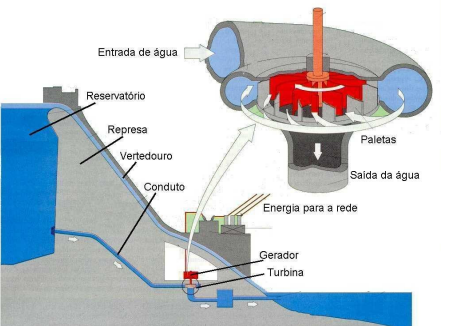 Entrada de água
Reservatório
Represa
Vertedouro
Conduto
Paletas
Saída da água
Energia para a rede
Gerador
Turbina